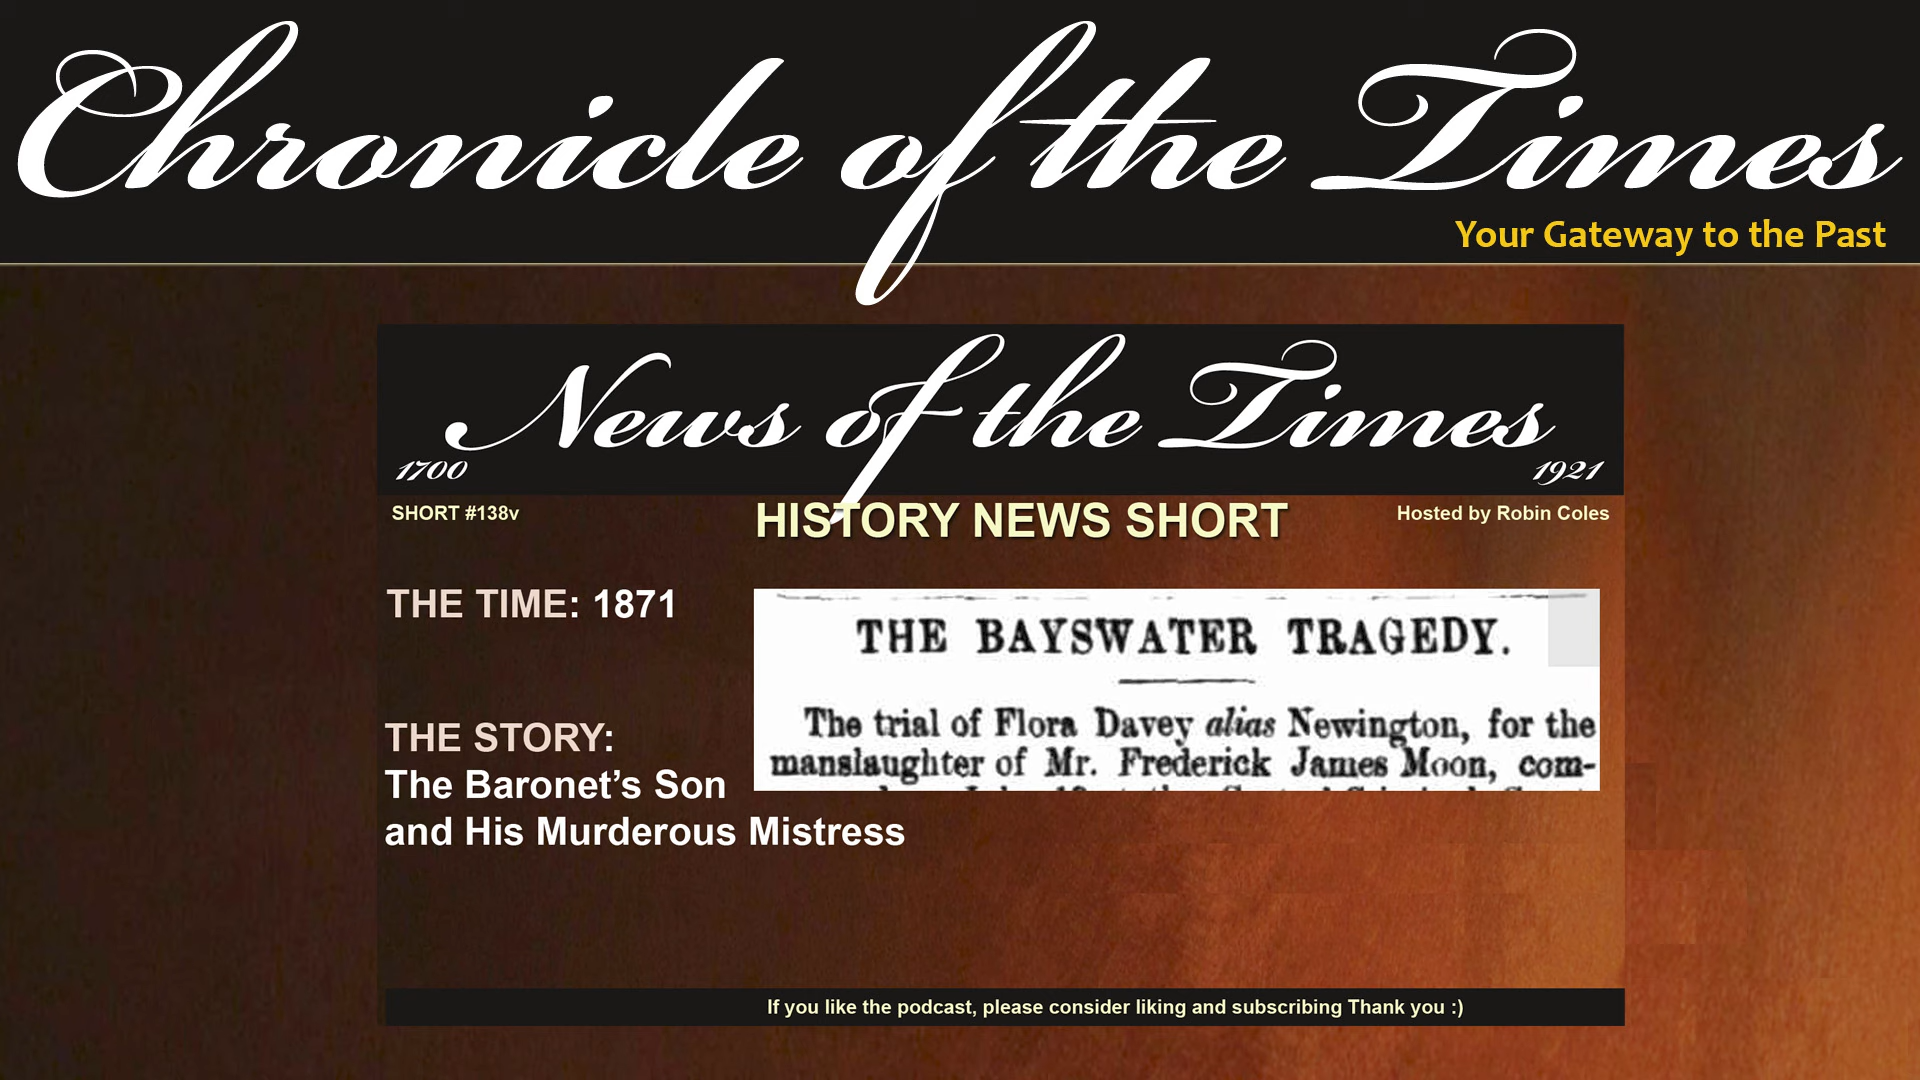 Chronicle of the Times
Your Gateway to the Past
News of the Times
1700
1921
SHORT #138v
HISTORY NEWS SHORT
Hosted by Robin Coles
THE TIME: 1871
THE BAYSWATER TRAGEDY.
The trial of Flora Davey alias Newington, for the
manslaughter of Mr. Frederick James Moon, com-
THE STORY:
The Baronet’s Son
and His Murderous Mistress
If you like the podcast, please consider liking and subscribing Thank you :)